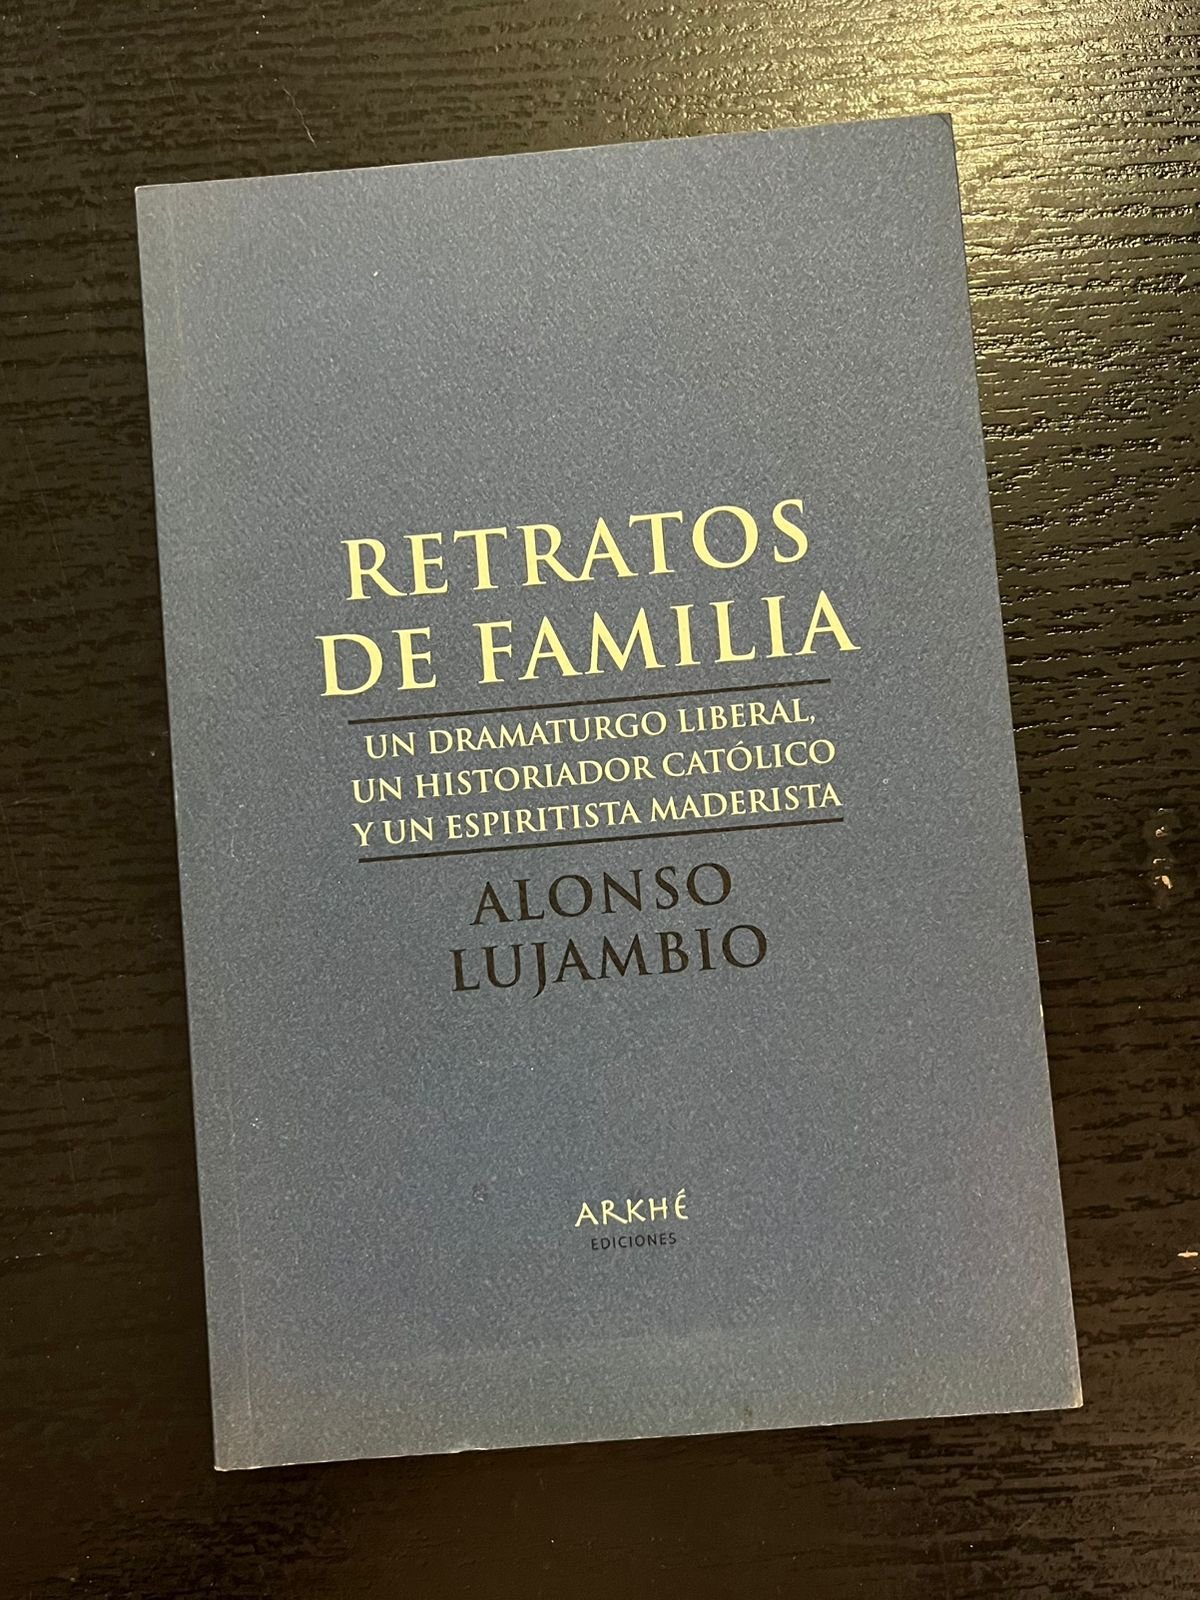 RETRATOS
DE FAMILIA
UN DRAMATURGO LIBERAL,
UN HISTORIADOR CATÓLICO
Y UN ESPIRITISTA MADERISTA
ALONSO
LUJAMBIO
ARKHÉ
EDICIONES